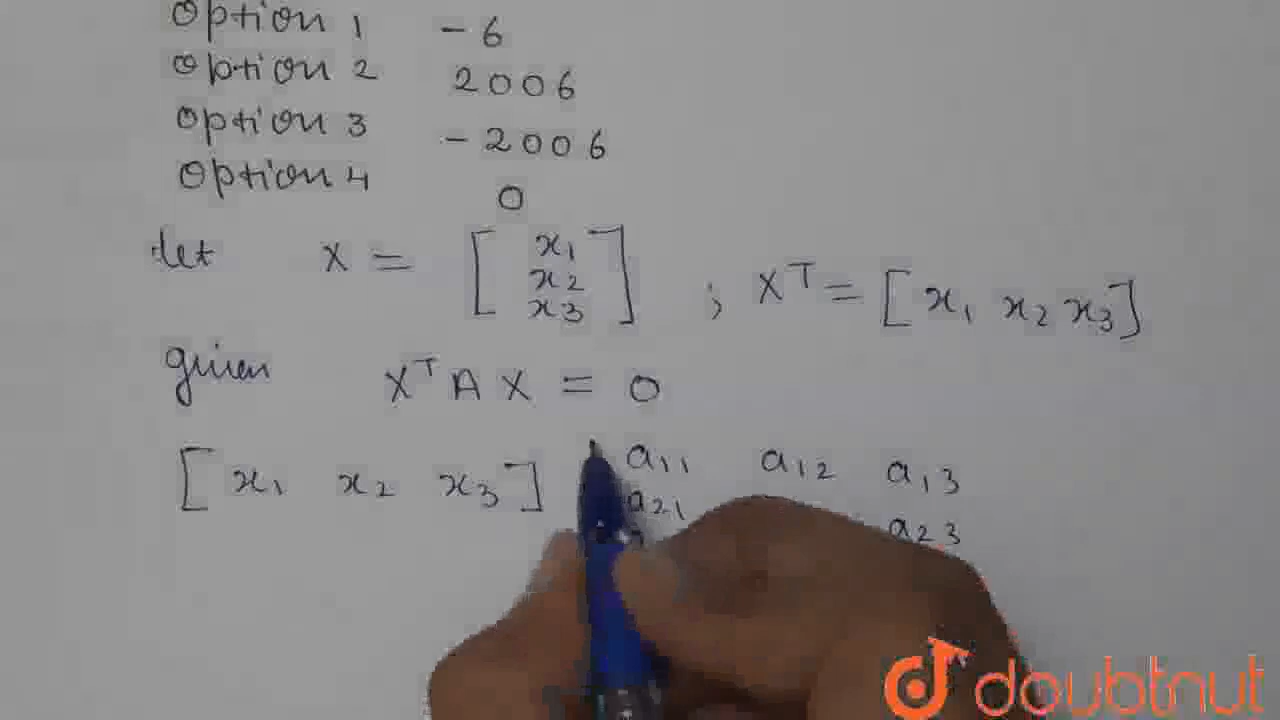 Option 1 - 6
Option 2 2006
Option 3 - 2006
Option 4 0
let X = [ x1 x2 x3 ] ; X^T = [ x1 x2 x3 ]
given X^T A X = 0
[ x1 x2 x3 ] a11 a12 a13
a21 a23
doubtnut